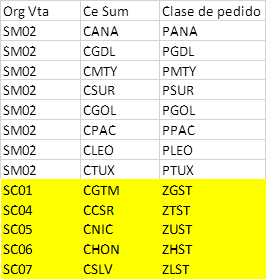 Org Vta Ce Sum Clase de pedido
SM02 CANA PANA
SM02 CGDL PGDL
SM02 CMTY PMTY
SM02 CSUR PSUR
SM02 CGOL PGOL
SM02 CPAC PPAC
SM02 CLEO PLEO
SM02 CTUX PTUX
SC01 CGTM ZGST
SC04 CCSR ZTST
SC05 CNIC ZUST
SC06 CHON ZHST
SC07 CSLV ZLST